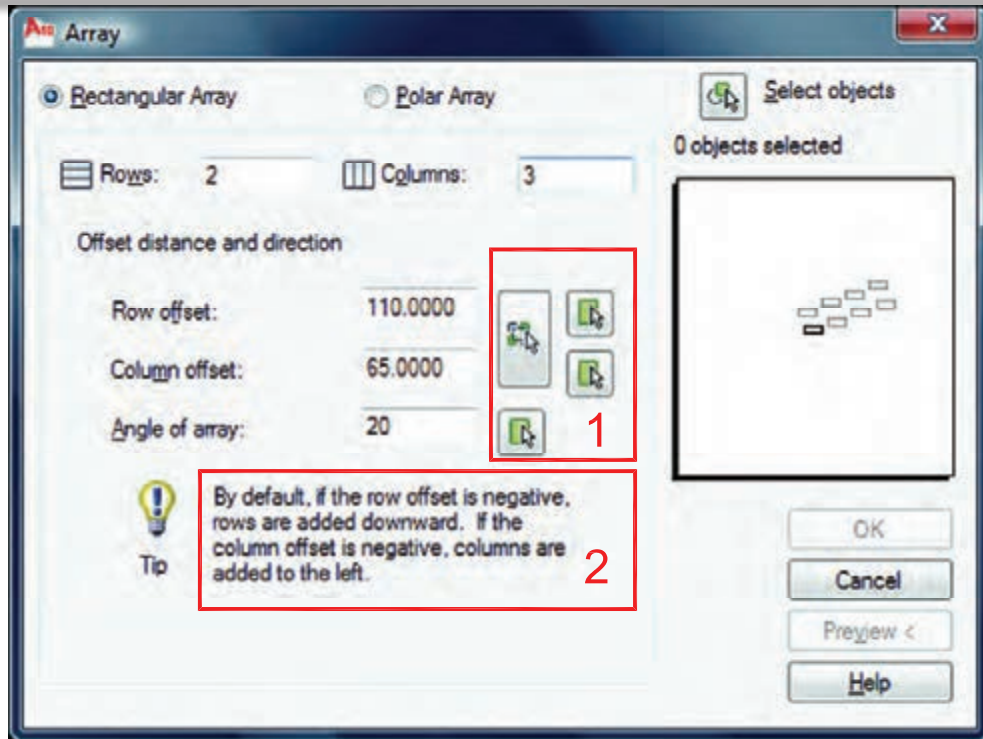 Array
Rectangular Array
Polar Array
Select objects
0 objects selected
Rows: 2
Columns: 3
Offset distance and direction
Row offset: 110.0000
Column offset: 65.0000
Angle of array: 20
1
Tip
By default, if the row offset is negative,
rows are added downward. If the
column offset is negative, columns are
added to the left.
2
OK
Cancel
Preview <
Help